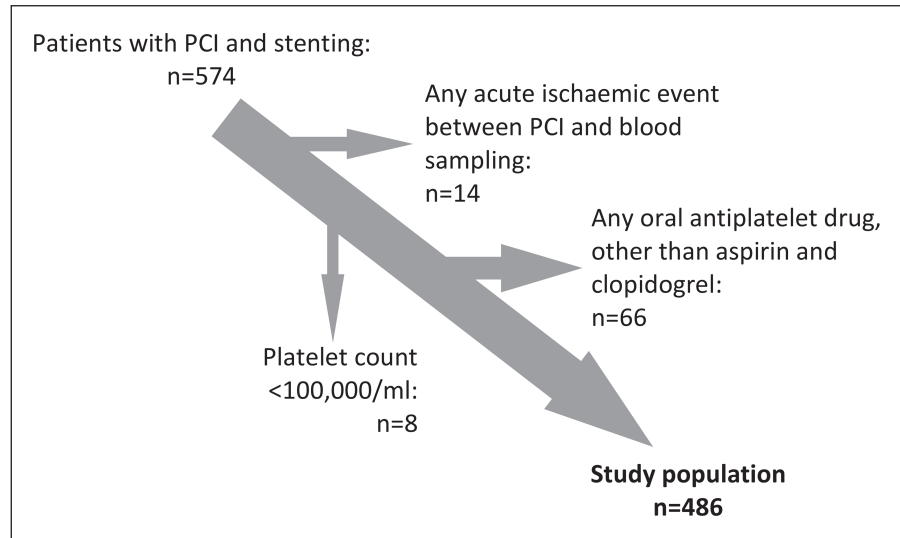 Patients with PCI and stenting:
n=574
Any acute ischaemic event
between PCI and blood
sampling:
n=14
Any oral antiplatelet drug,
other than aspirin and
clopidogrel:
n=66
Platelet count
<100,000/ml:
n=8
Study population
n=486